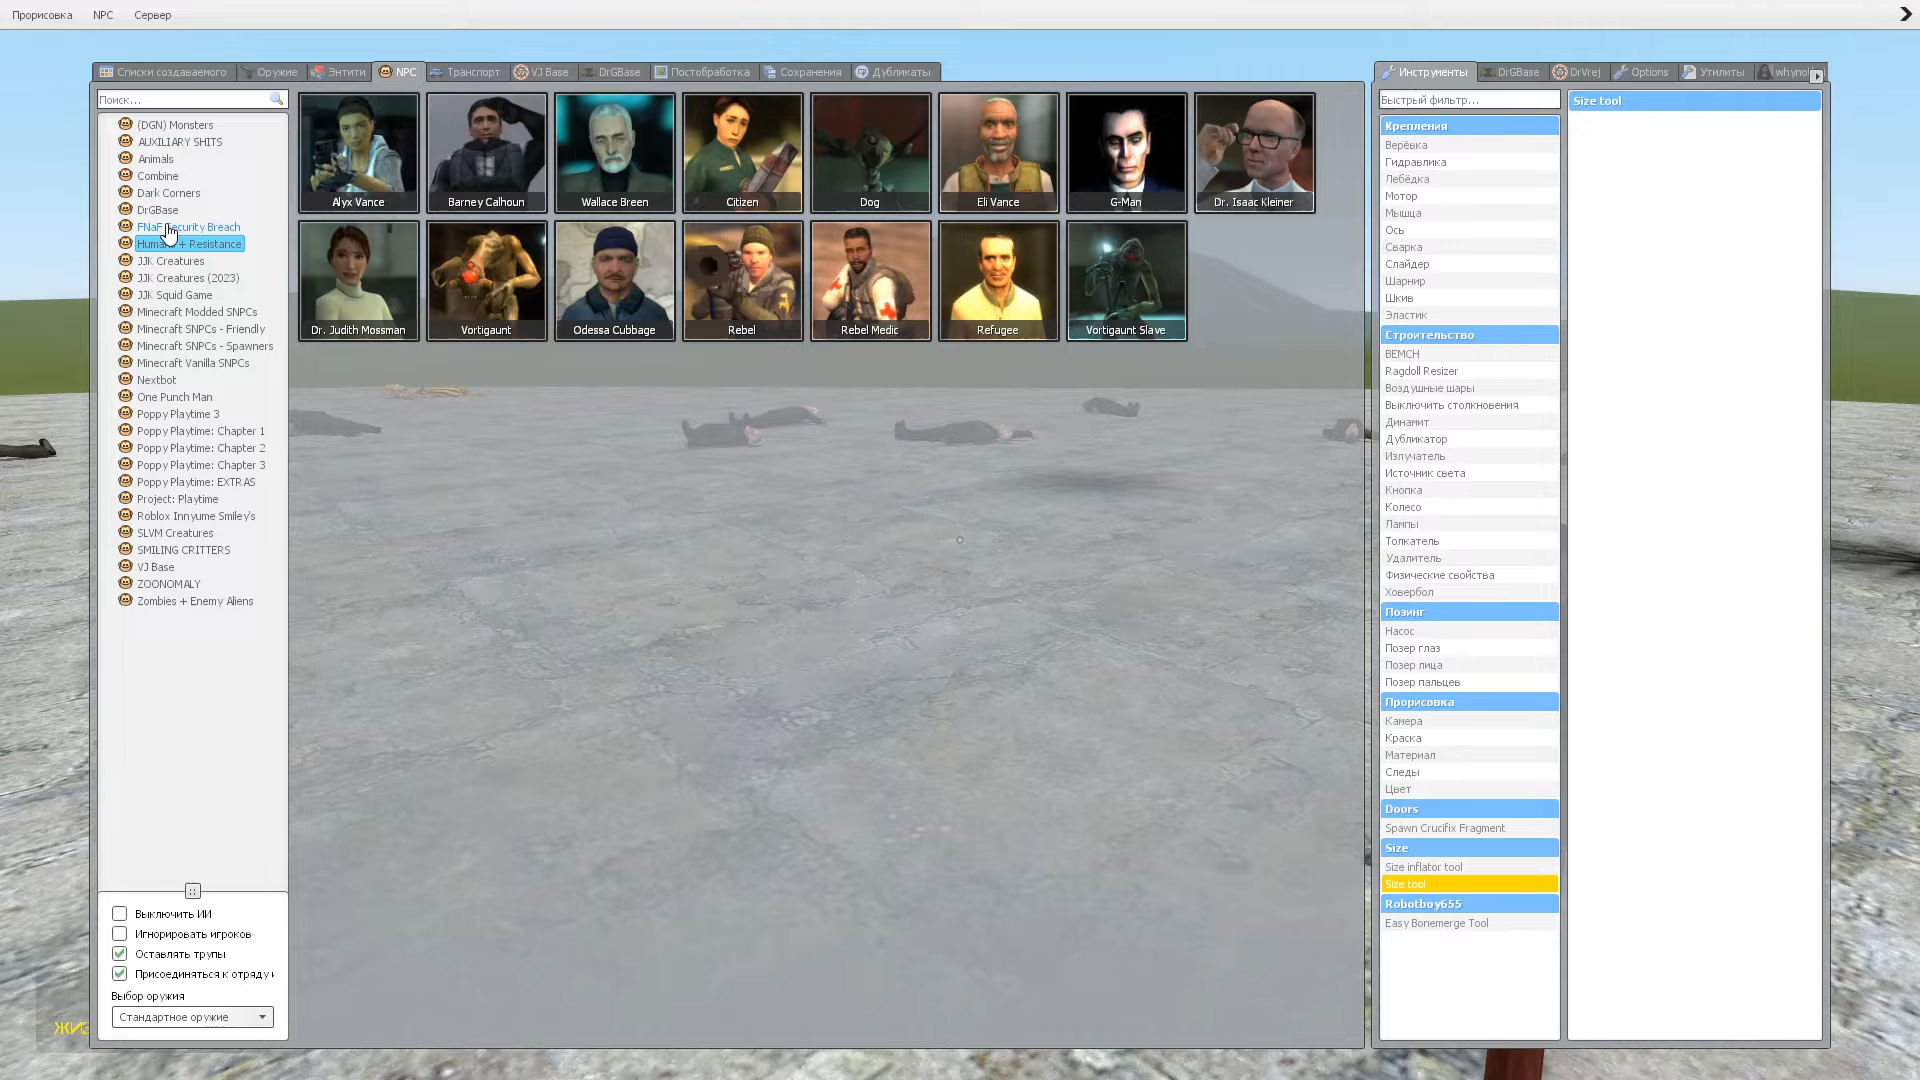 Прорисовка NPC Сервер
Списки создаваемого Оружие Энтити NPC Транспорт VJ Base DrGBase Постобработка Сохранения Дубликаты
Поиск...
(DGN) Monsters
AUXILIARY SHITS
Animals
Combine
Dark Corners
DrGBase
FNaF Security Breach
Humans + Resistance
JJK Creatures
JJK Creatures (2023)
JJK Squid Game
Minecraft Modded SNPCs
Minecraft SNPCs - Friendly
Minecraft SNPCs - Spawners
Minecraft Vanilla SNPCs
Nextbot
One Punch Man
Poppy Playtime 3
Poppy Playtime: Chapter 1
Poppy Playtime: Chapter 2
Poppy Playtime: Chapter 3
Poppy Playtime: EXTRAS
Project: Playtime
Roblox Innyume Smiley's
SLVM Creatures
SMILING CRITTERS
VJ Base
ZOONOMALY
Zombies + Enemy Aliens
Выключить ИИ
Игнорировать игроков
Оставлять трупы
Присоединяться к отряду
Выбор оружия
Стандартное оружие
ЖИЗ
Alyx Vance Barney Calhoun Wallace Breen Citizen Dog Eli Vance G-Man Dr. Isaac Kleiner
Dr. Judith Mossman Vortigaunt Odessa Cubbage Rebel Rebel Medic Refugee Vortigaunt Slave
Инструменты DrGBase DrVrej Options Утилиты
Быстрый фильтр...
Крепления
Верёвка
Гидравлика
Лебёдка
Мотор
Мышца
Ось
Сварка
Слайдер
Шарнир
Шкив
Эластик
Строительство
BEMCH
Ragdoll Resizer
Воздушные шары
Выключить столкновения
Динамит
Дубликатор
Излучатель
Источник света
Кнопка
Колесо
Лампы
Толкатель
Удалитель
Физические свойства
Ховербол
Позинг
Насос
Позер глаз
Позер лица
Позер пальцев
Прорисовка
Камера
Краска
Материал
Следы
Цвет
Doors
Spawn Crucifix Fragment
Size
Size inflator tool
Size tool
Robotboy655
Easy Bonemerge Tool
Size tool